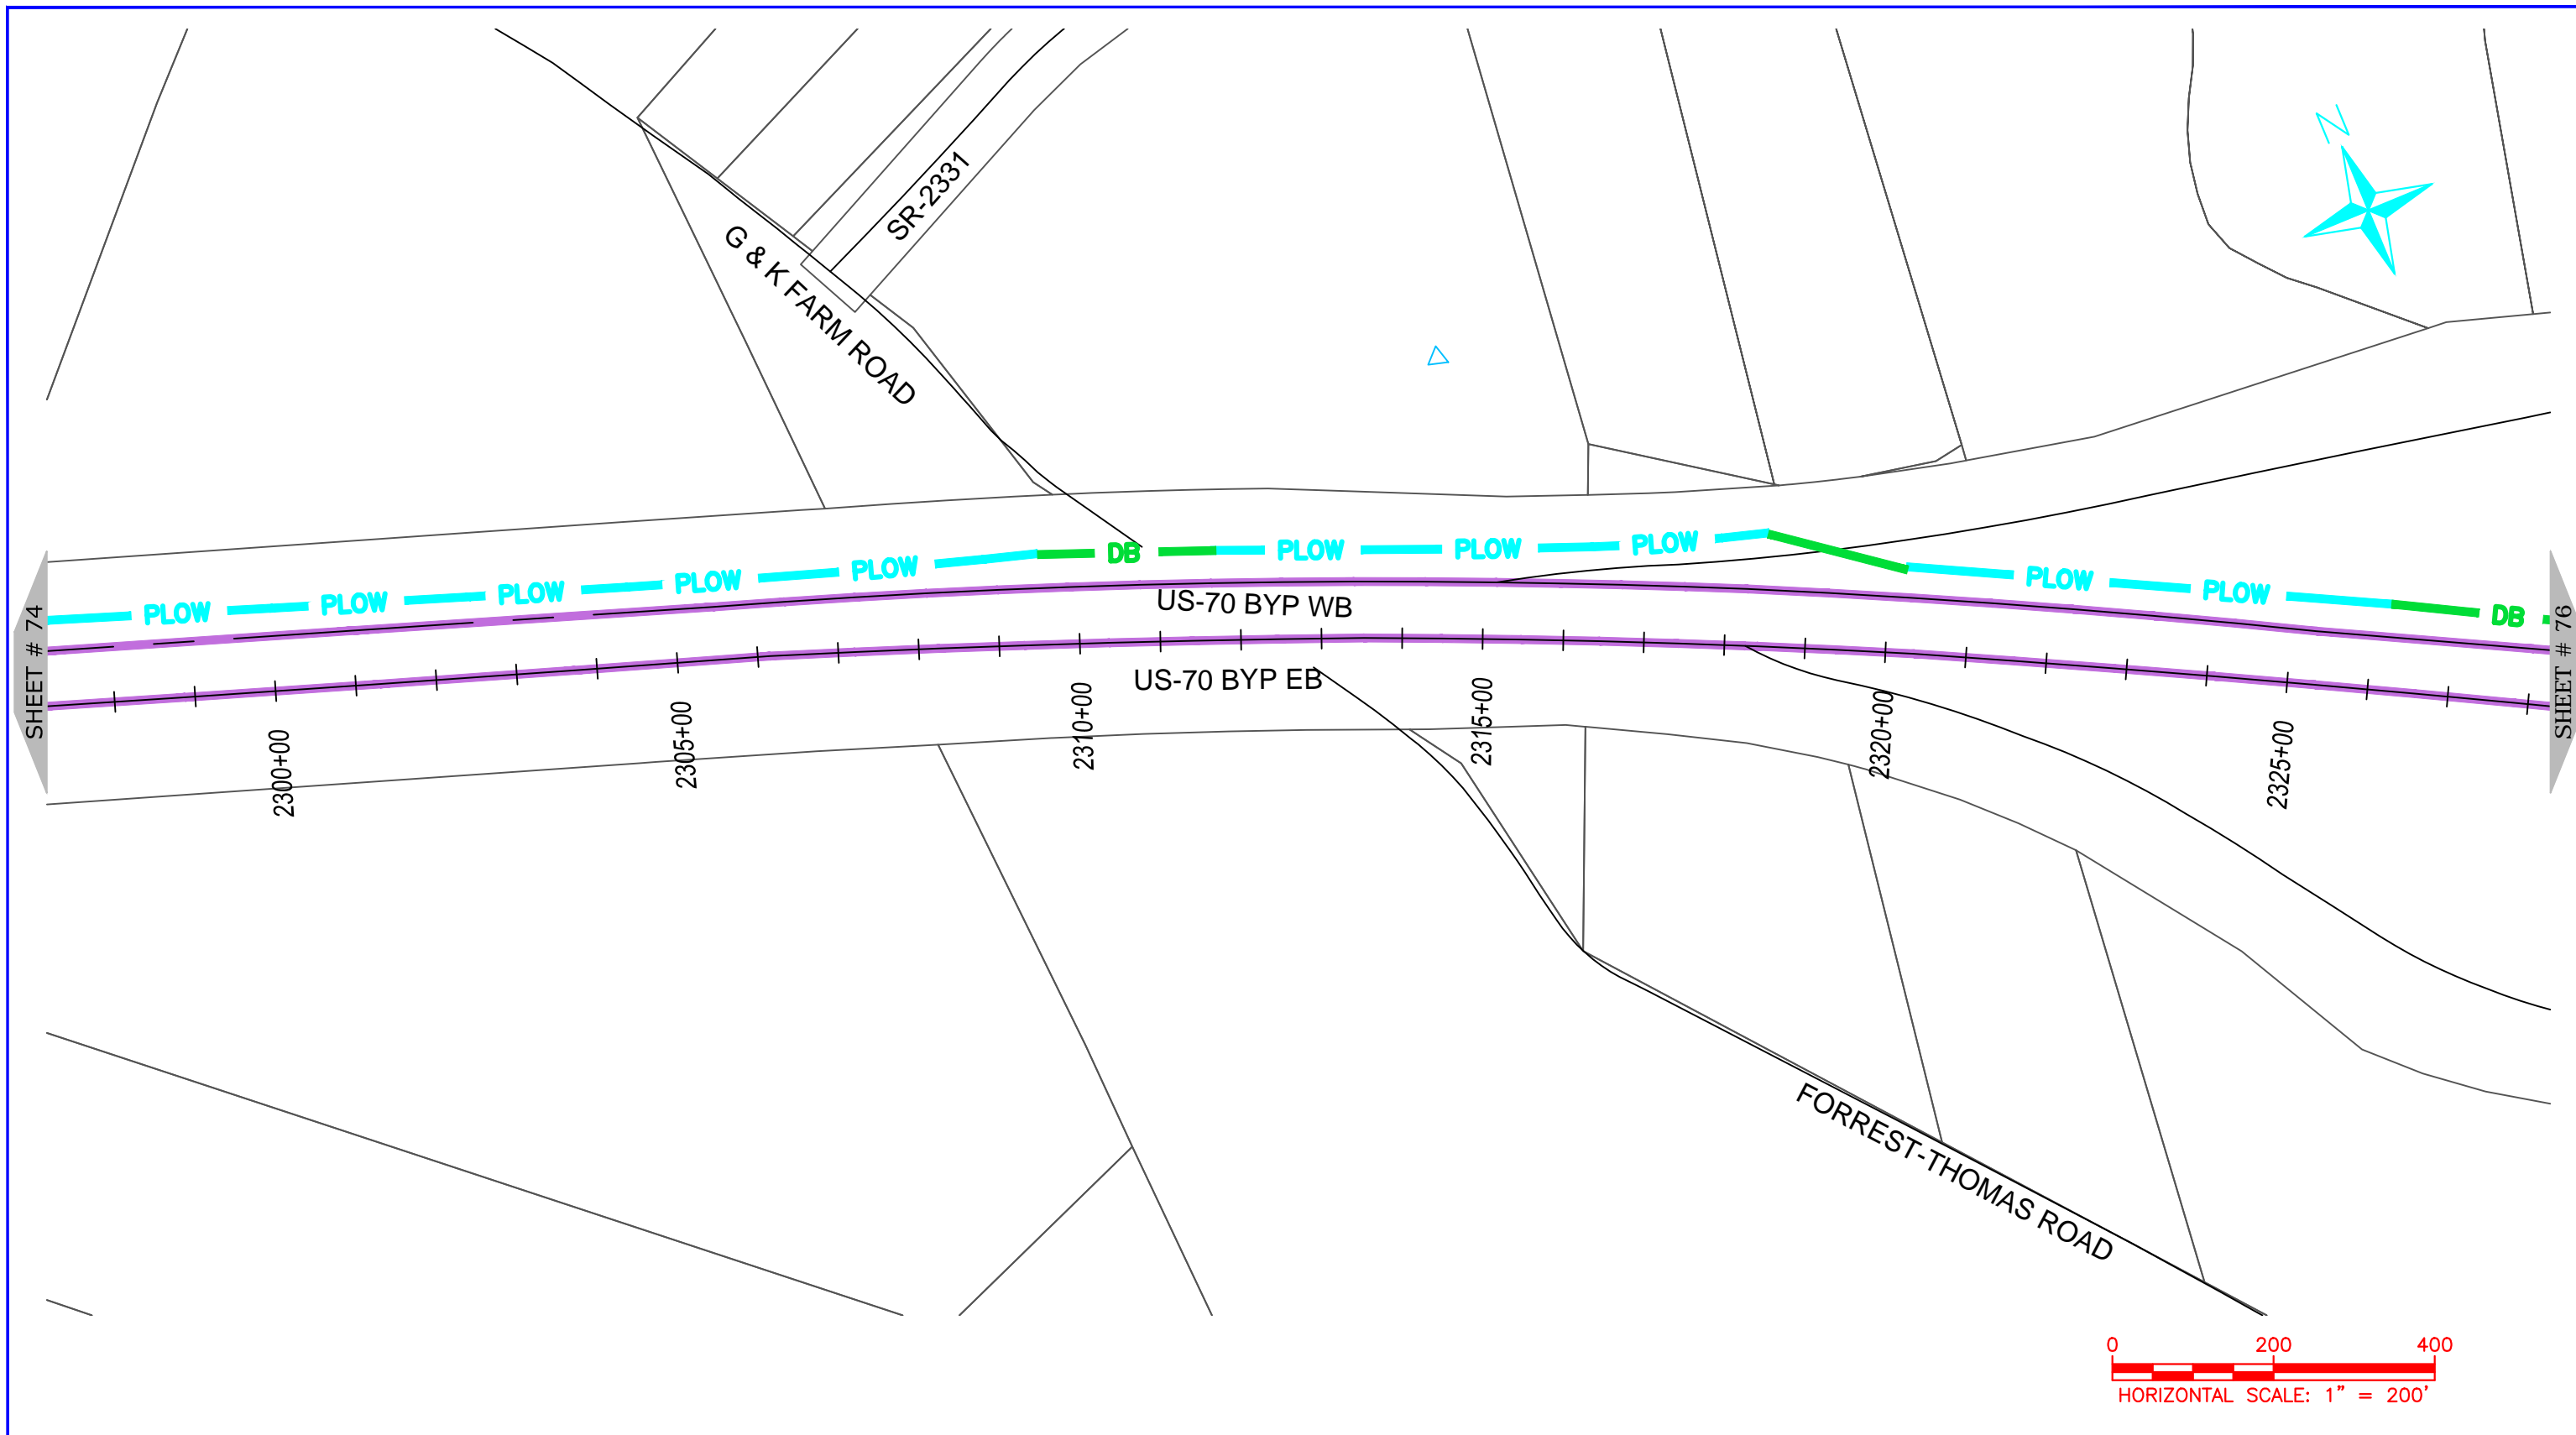 N
SR-2331
G & K FARM ROAD
PLOW PLOW PLOW PLOW PLOW DB PLOW PLOW PLOW PLOW PLOW DB
US-70 BYP WB
US-70 BYP EB
SHEET # 74
SHEET # 76
2300+00
2305+00
2310+00
2315+00
2320+00
2325+00
FORREST-THOMAS ROAD
0 200 400
HORIZONTAL SCALE: 1" = 200'